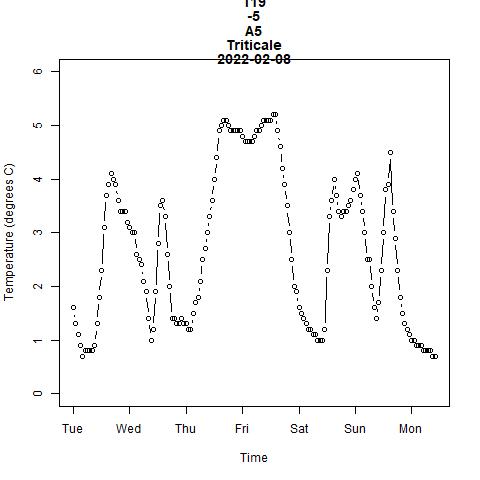 T19
-5
A5
Triticale
2022-02-08
6
5
4
3
2
1
0
Temperature (degrees C)
Tue Wed Thu Fri Sat Sun Mon
Time